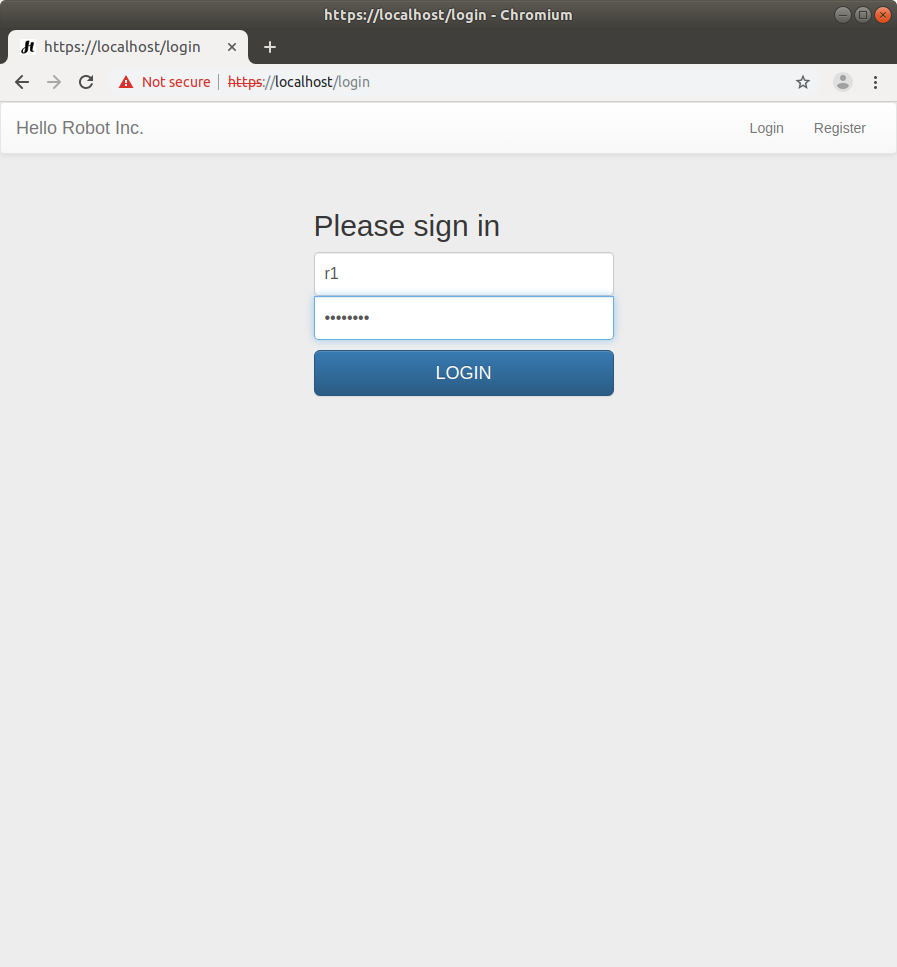 https://localhost/login - Chromium
https://localhost/login
Not secure https://localhost/login
Hello Robot Inc. Login Register
Please sign in
r1
••••••••
LOGIN